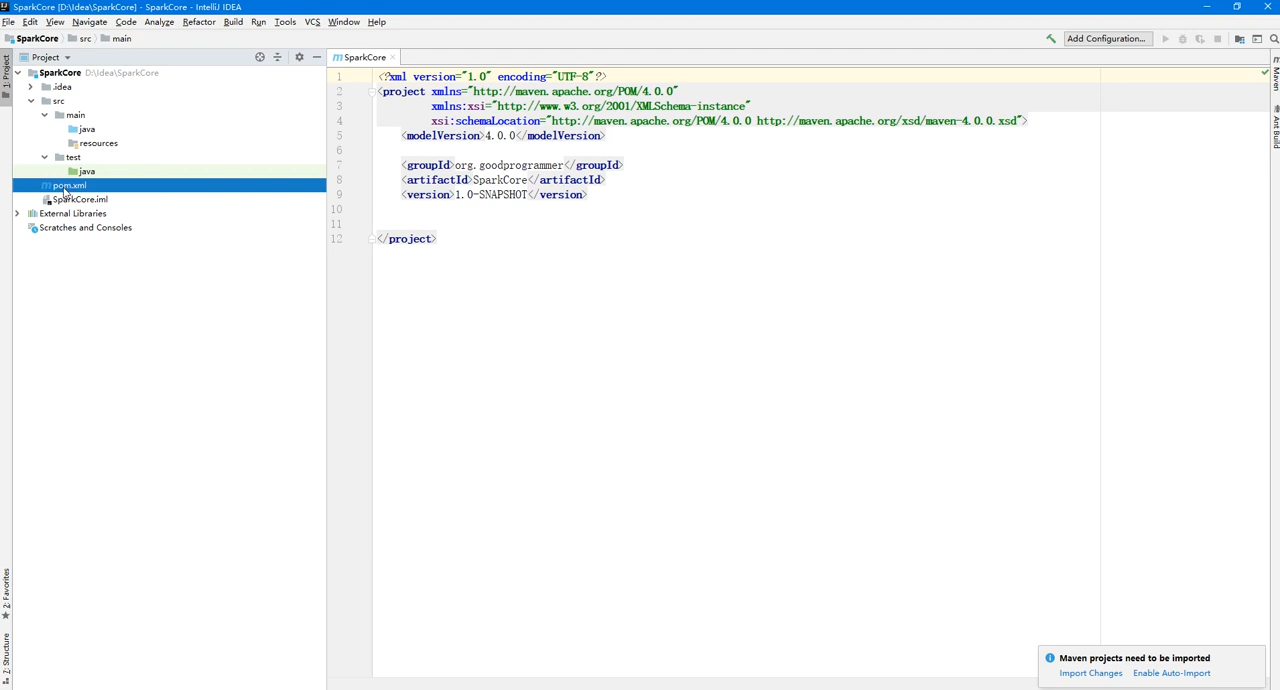 SparkCore [D:\Idea\SparkCore] - SparkCore - IntelliJ IDEA
File Edit View Navigate Code Analyze Refactor Build Run Tools VCS Window Help
SparkCore src main
Add Configuration...
Project
SparkCore D:\Idea\SparkCore
.idea
src
main
java
resources
test
java
pom.xml
SparkCore.iml
External Libraries
Scratches and Consoles
1: Project
2: Favorites
7: Structure
SparkCore
1 <?xml version="1.0" encoding="UTF-8"?>
2 <project xmlns="http://maven.apache.org/POM/4.0.0"
3 xmlns:xsi="http://www.w3.org/2001/XMLSchema-instance"
4 xsi:schemaLocation="http://maven.apache.org/POM/4.0.0 http://maven.apache.org/xsd/maven-4.0.0.xsd">
5 <modelVersion>4.0.0</modelVersion>
6
7 <groupId>org.goodprogrammer</groupId>
8 <artifactId>SparkCore</artifactId>
9 <version>1.0-SNAPSHOT</version>
10
11
12 </project>
Maven
Ant Build
Maven projects need to be imported
Import Changes Enable Auto-Import